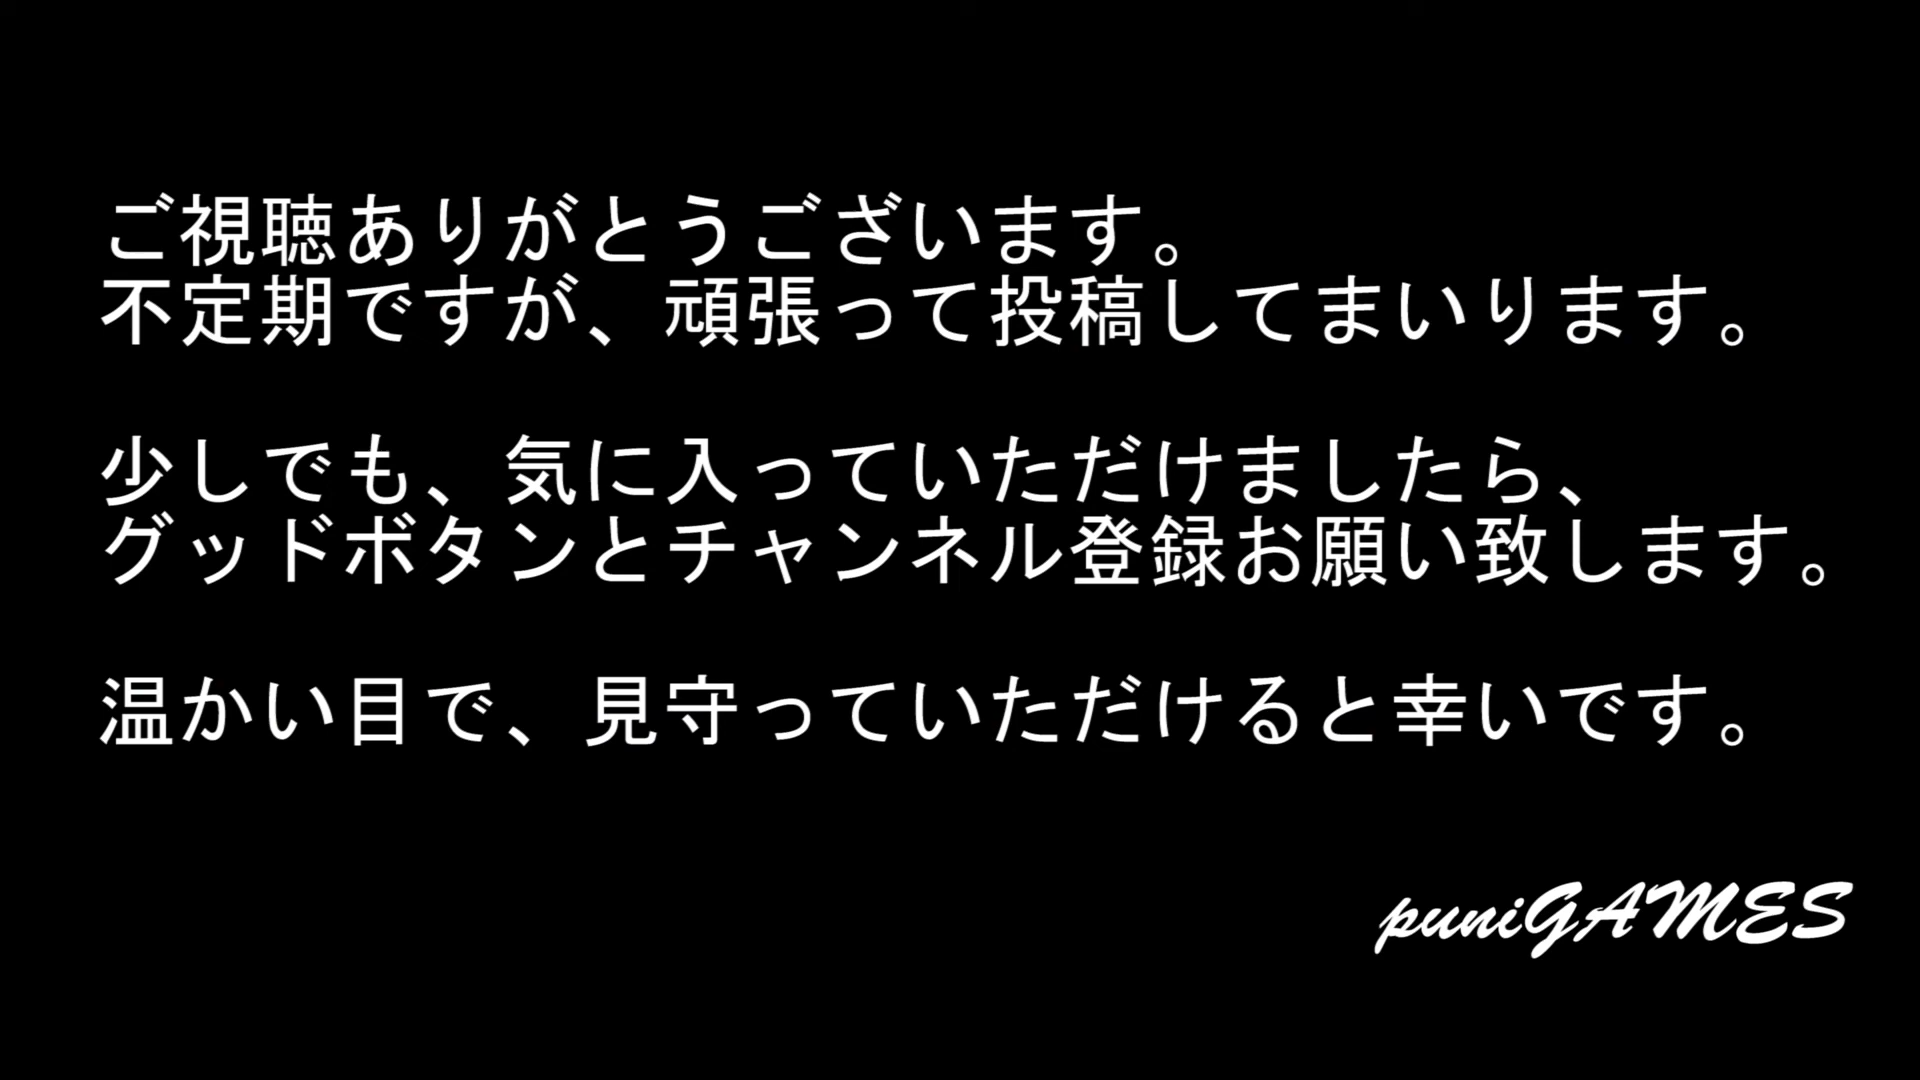 ご視聴ありがとうございます。
不定期ですが、頑張って投稿してまいります。
少しでも、気に入っていただけましたら、
グッドボタンとチャンネル登録お願い致します。
温かい目で、見守っていただけると幸いです。
puniGAMES